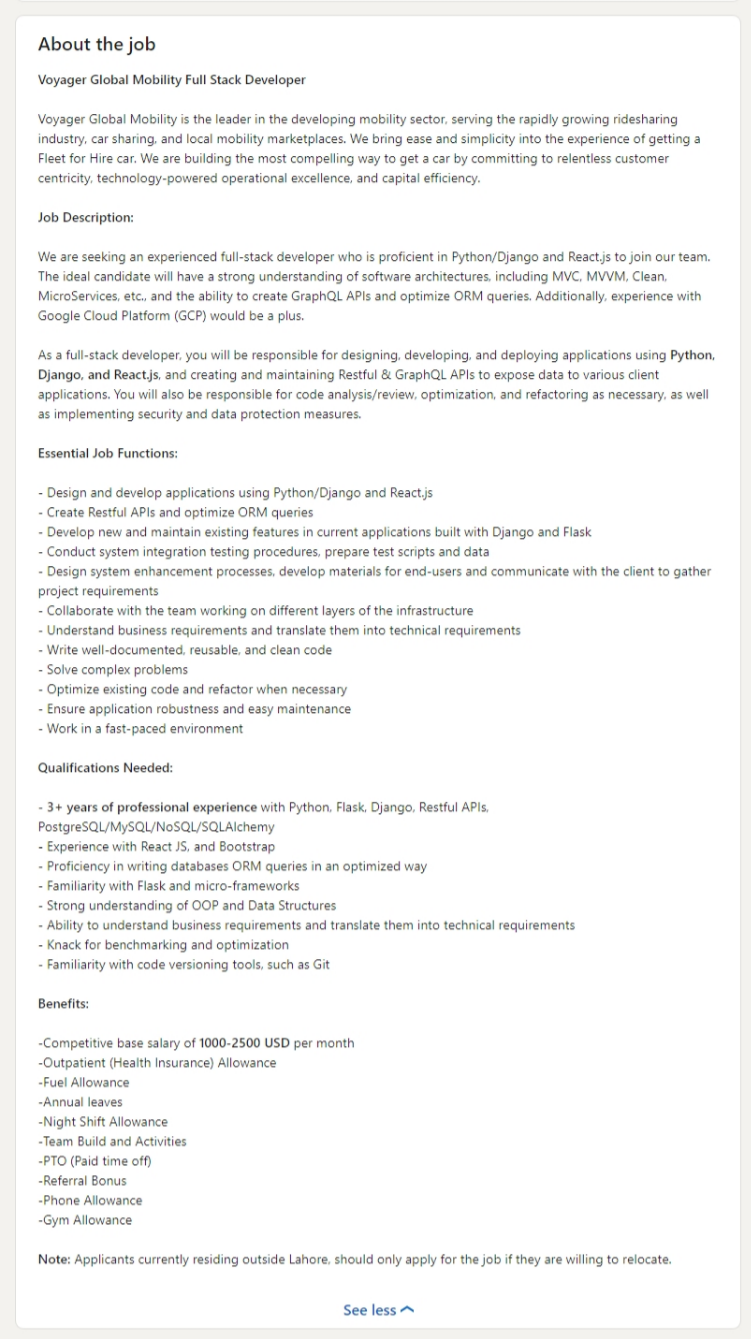 About the job
Voyager Global Mobility Full Stack Developer
Voyager Global Mobility is the leader in the developing mobility sector, serving the rapidly growing ridesharing
industry, car sharing, and local mobility marketplaces. We bring ease and simplicity into the experience of getting a
Fleet for Hire car. We are building the most compelling way to get a car by committing to relentless customer
centricity, technology-powered operational excellence, and capital efficiency.
Job Description:
We are seeking an experienced full-stack developer who is proficient in Python/Django and React.js to join our team.
The ideal candidate will have a strong understanding of software architectures, including MVC, MVVM, Clean,
MicroServices, etc., and the ability to create GraphQL APIs and optimize ORM queries. Additionally, experience with
Google Cloud Platform (GCP) would be a plus.
As a full-stack developer, you will be responsible for designing, developing, and deploying applications using Python,
Django, and React.js, and creating and maintaining Restful & GraphQL APIs to expose data to various client
applications. You will also be responsible for code analysis/review, optimization, and refactoring as necessary, as well
as implementing security and data protection measures.
Essential Job Functions:
- Design and develop applications using Python/Django and React.js
- Create Restful APIs and optimize ORM queries
- Develop new and maintain existing features in current applications built with Django and Flask
- Conduct system integration testing procedures, prepare test scripts and data
- Design system enhancement processes, develop materials for end-users and communicate with the client to gather
project requirements
- Collaborate with the team working on different layers of the infrastructure
- Understand business requirements and translate them into technical requirements
- Write well-documented, reusable, and clean code
- Solve complex problems
- Optimize existing code and refactor when necessary
- Ensure application robustness and easy maintenance
- Work in a fast-paced environment
Qualifications Needed:
- 3+ years of professional experience with Python, Flask, Django, Restful APIs,
PostgreSQL/MySQL/NoSQL/SQLAlchemy
- Experience with React JS, and Bootstrap
- Proficiency in writing databases ORM queries in an optimized way
- Familiarity with Flask and micro-frameworks
- Strong understanding of OOP and Data Structures
- Ability to understand business requirements and translate them into technical requirements
- Knack for benchmarking and optimization
- Familiarity with code versioning tools, such as Git
Benefits:
-Competitive base salary of 1000-2500 USD per month
-Outpatient (Health Insurance) Allowance
-Fuel Allowance
-Annual leaves
-Night Shift Allowance
-Team Build and Activities
-PTO (Paid time off)
-Referral Bonus
-Phone Allowance
-Gym Allowance
Note: Applicants currently residing outside Lahore, should only apply for the job if they are willing to relocate.
See less